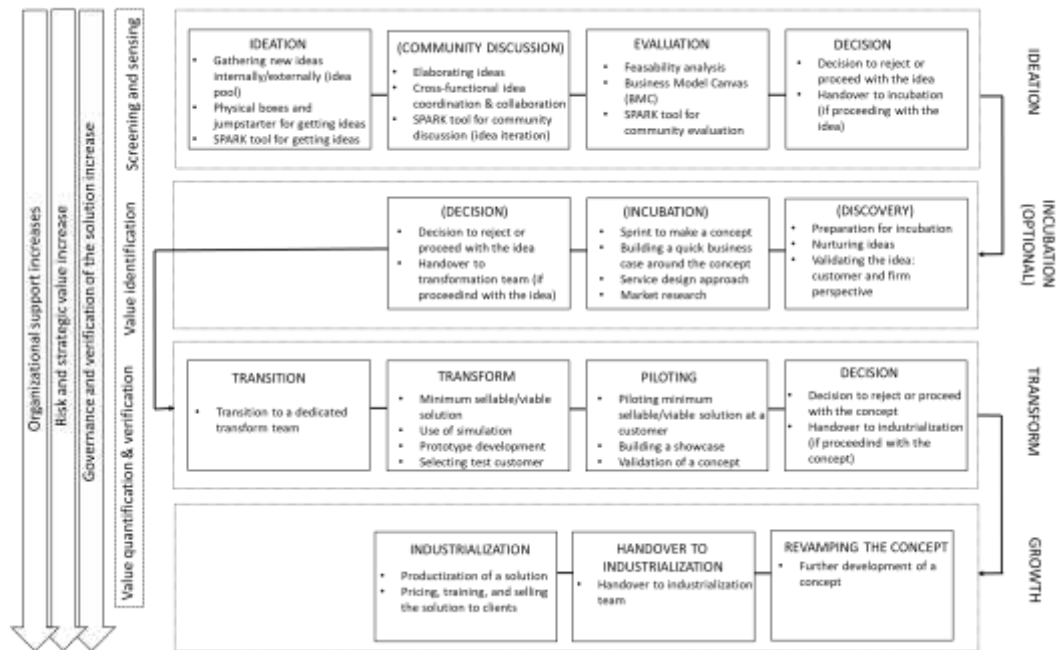 Organizational support increases
Risk and strategic value increase
Governance and verification of the solution increase
Screening and sensing
Value identification
Value quantification & verification
IDEATION
• Gathering new ideas
internally/externally (idea
pool)
• Physical boxes and
jumpstarter for getting ideas
• SPARK tool for getting ideas
(COMMUNITY DISCUSSION)
• Elaborating ideas
• Cross-functional idea
coordination & collaboration
• SPARK tool for community
discussion (idea iteration)
EVALUATION
• Feasability analysis
• Business Model Canvas
(BMC)
• SPARK tool for
community evaluation
DECISION
• Decision to reject or
proceed with the idea
• Handover to incubation
(if proceeding with the
idea)
IDEATION
(DECISION)
• Decision to reject or
proceed with the idea
• Handover to
transformation team (if
proceedind with the idea)
(INCUBATION)
• Sprint to make a concept
• Building a quick business
case around the concept
• Service design approach
• Market research
(DISCOVERY)
• Preparation for incubation
• Nurturing ideas
• Validating the idea:
customer and firm
perspective
INCUBATION
(OPTIONAL)
TRANSITION
• Transition to a dedicated
transform team
TRANSFORM
• Minimum sellable/viable
solution
• Use of simulation
• Prototype development
• Selecting test customer
PILOTING
• Piloting minimum
sellable/viable solution at a
customer
• Building a showcase
• Validation of a concept
DECISION
• Decision to reject or proceed
with the concept
• Handover to industrialization
(if proceedind with the
concept)
TRANSFORM
INDUSTRIALIZATION
• Productization of a solution
• Pricing, training, and selling
the solution to clients
HANDOVER TO
INDUSTRIALIZATION
• Handover to industrialization
team
REVAMPING THE CONCEPT
• Further development of a
concept
GROWTH